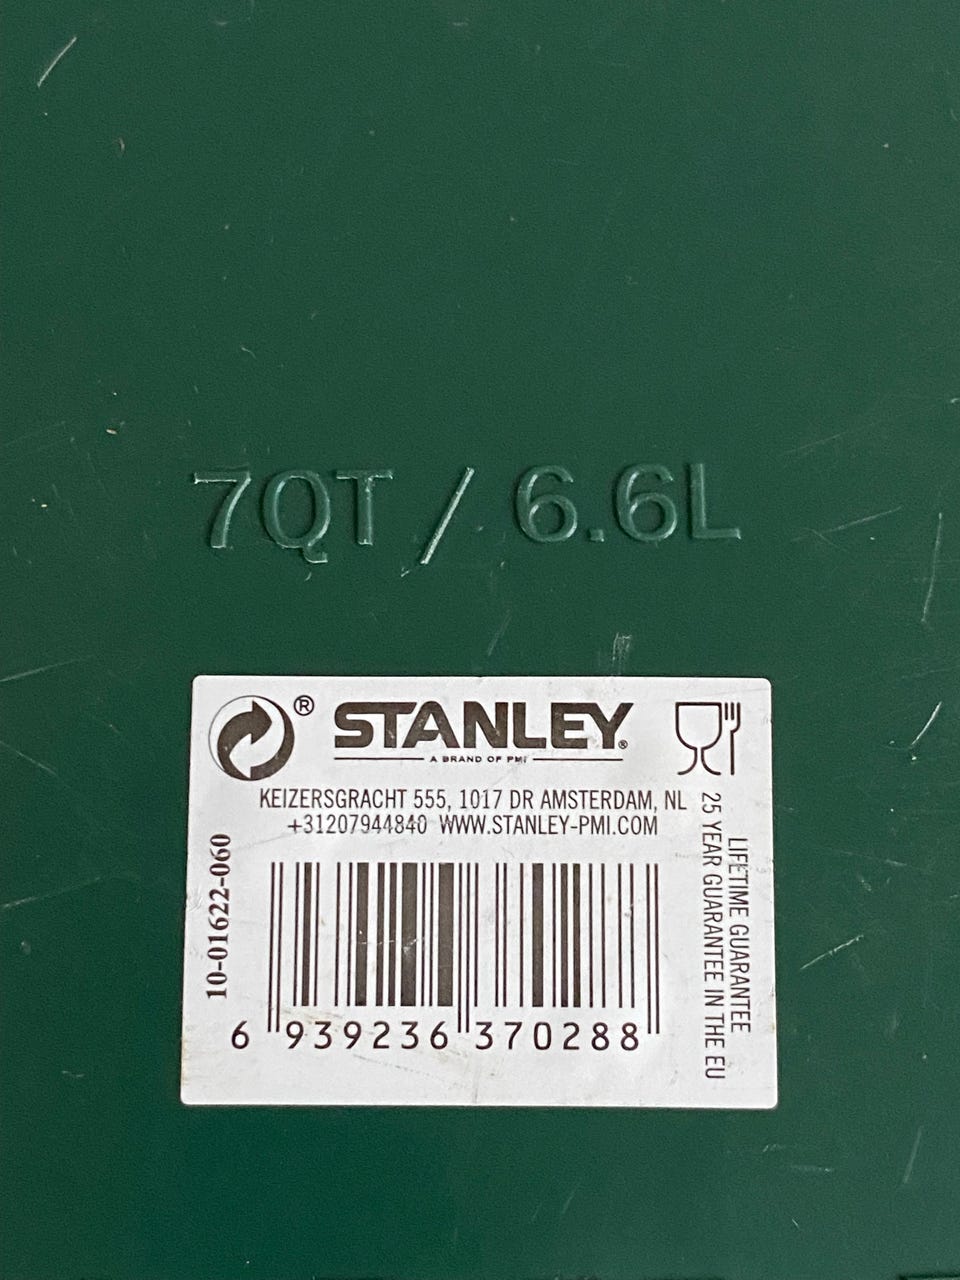 7QT / 6.6L
® STANLEY®
A BRAND OF PMI
KEIZERSGRACHT 555, 1017 DR AMSTERDAM, NL
+31207944840 WWW.STANLEY-PMI.COM
10-01622-060
LIFETIME GUARANTEE
25 YEAR GUARANTEE IN THE EU
6 939236 370288